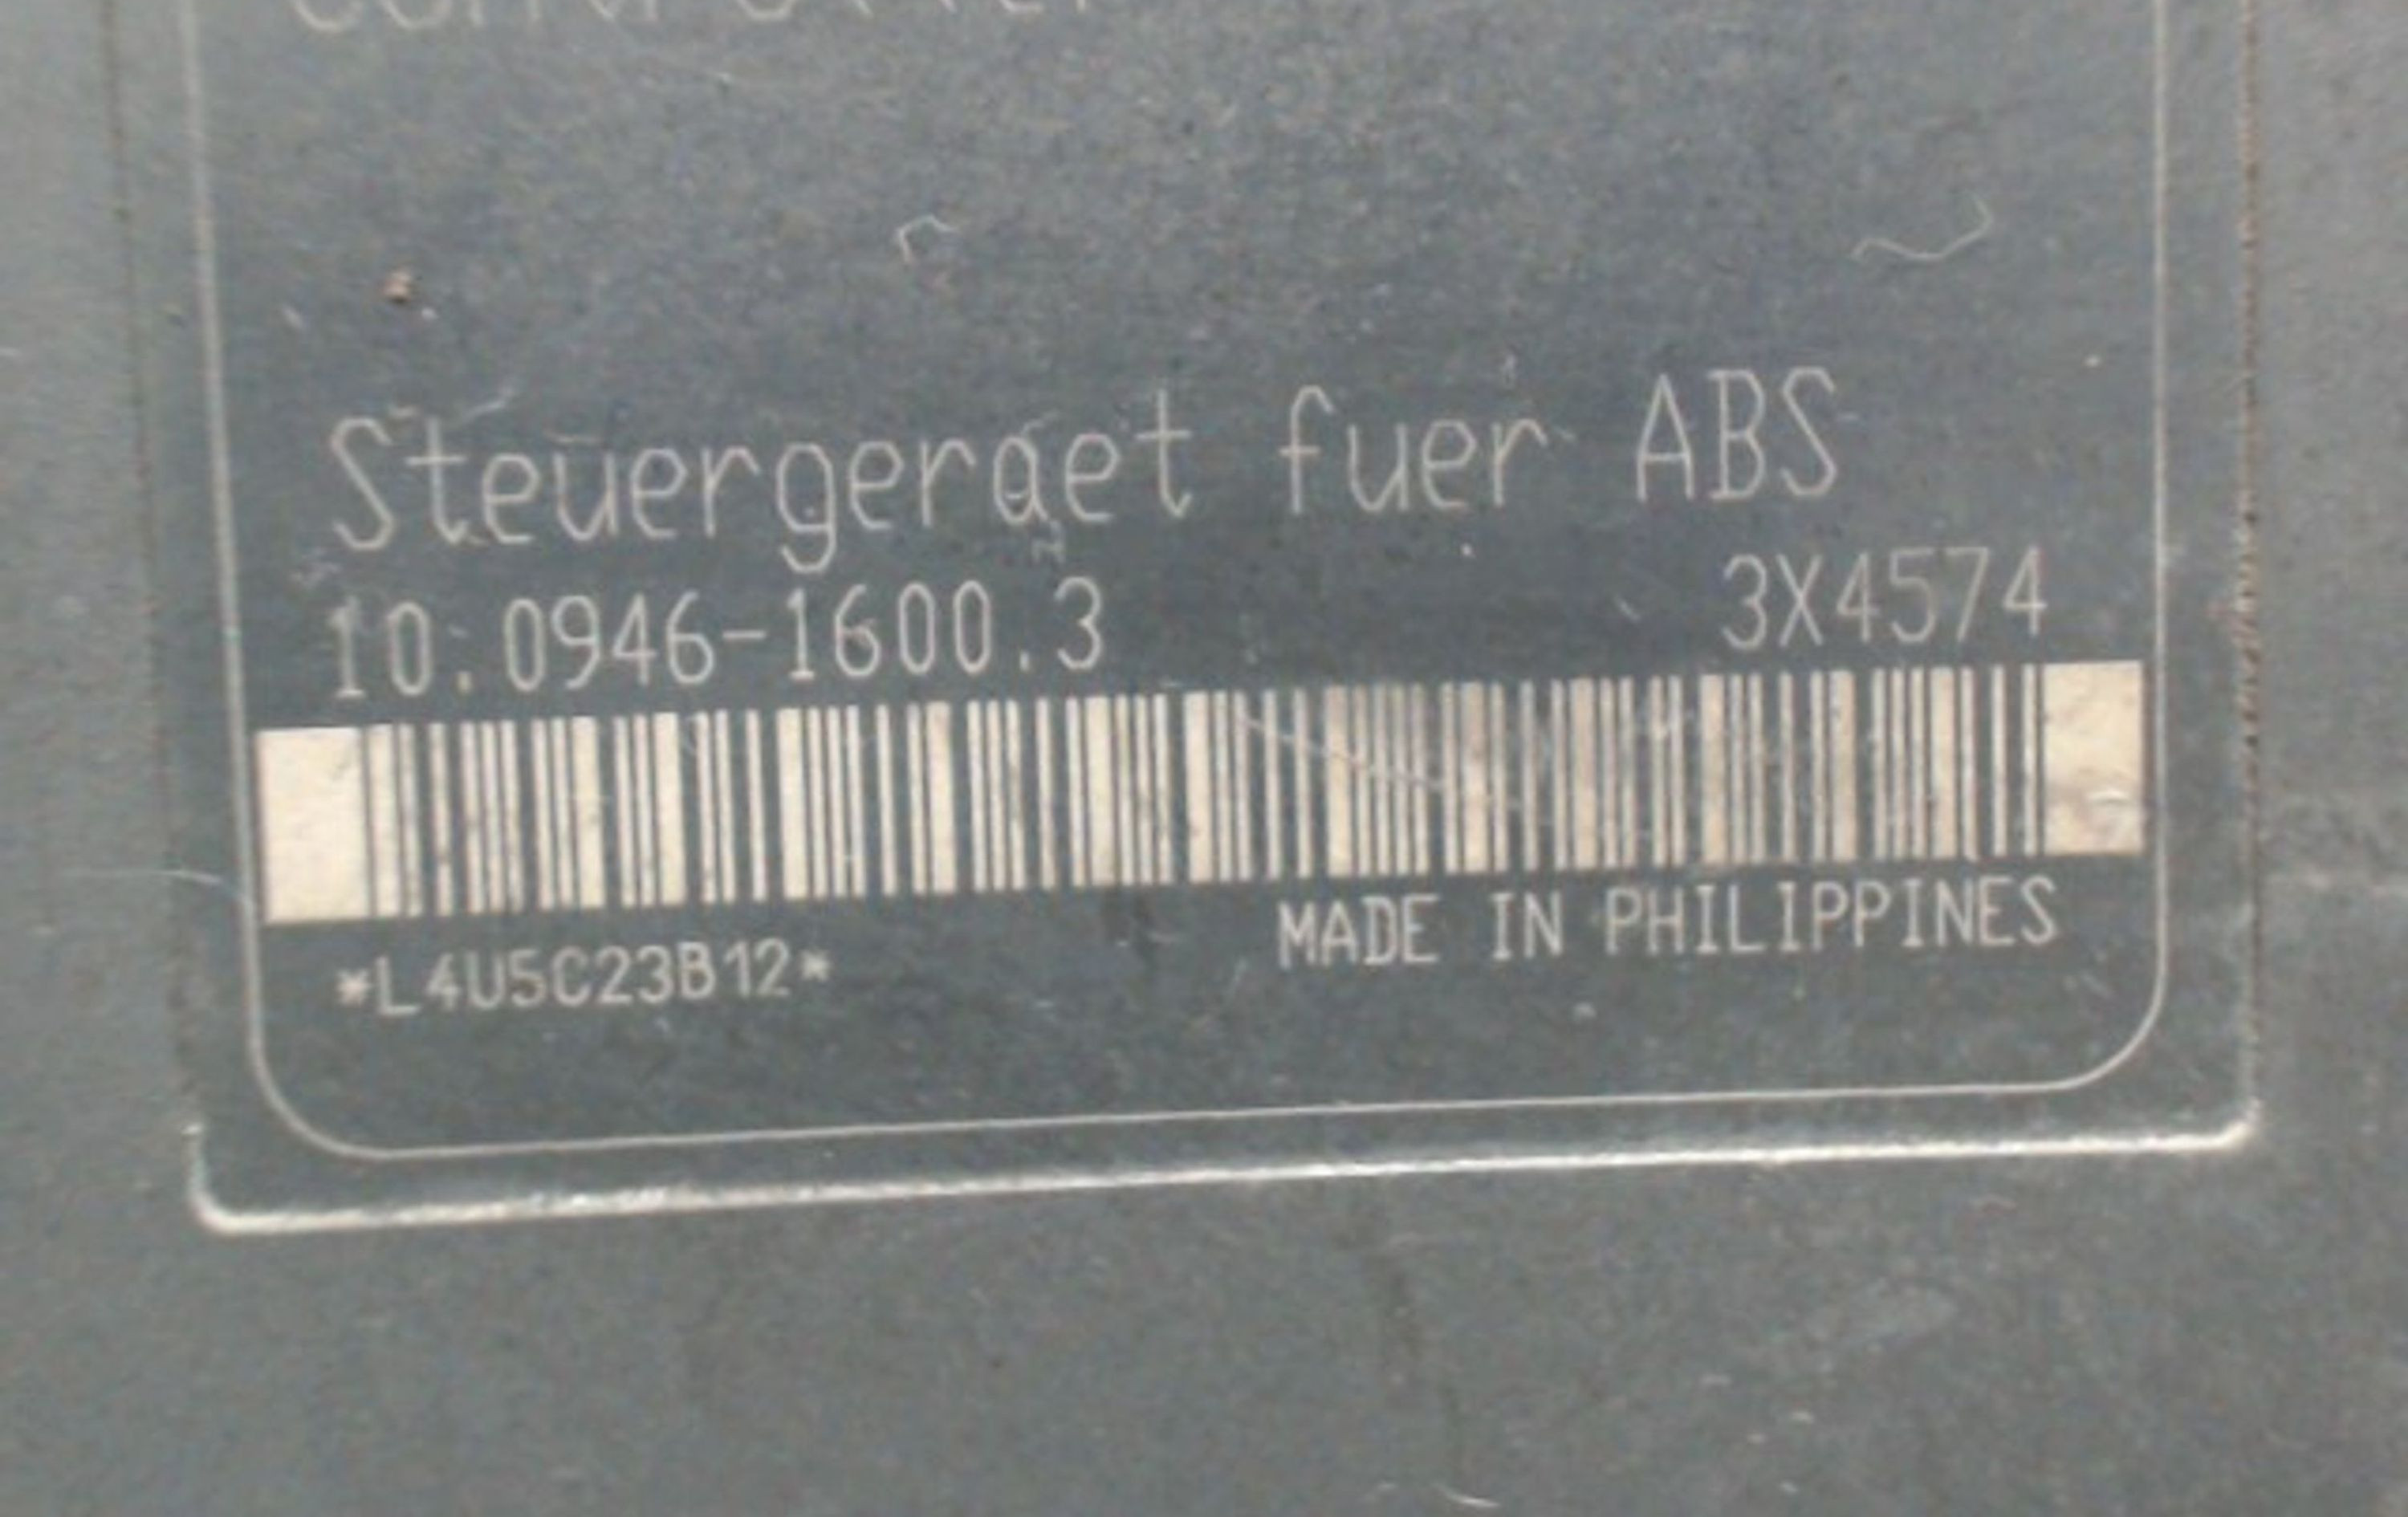 Steuergeraet fuer ABS
10.0946-1600.3 3X4574
*L4U5C23B12* MADE IN PHILIPPINES